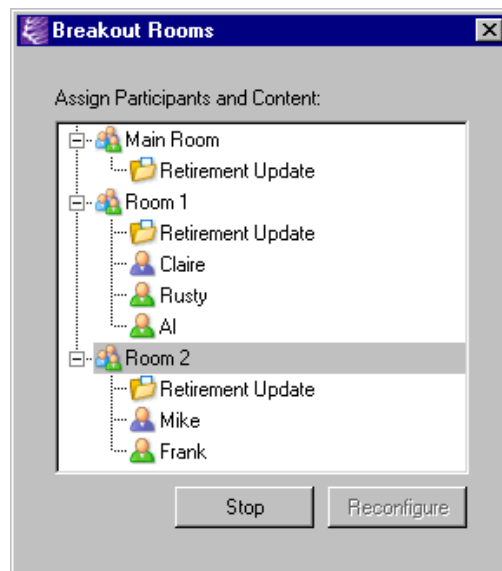 Breakout Rooms
Assign Participants and Content:
Main Room
Retirement Update
Room 1
Retirement Update
Claire
Rusty
Al
Room 2
Retirement Update
Mike
Frank
Stop
Reconfigure